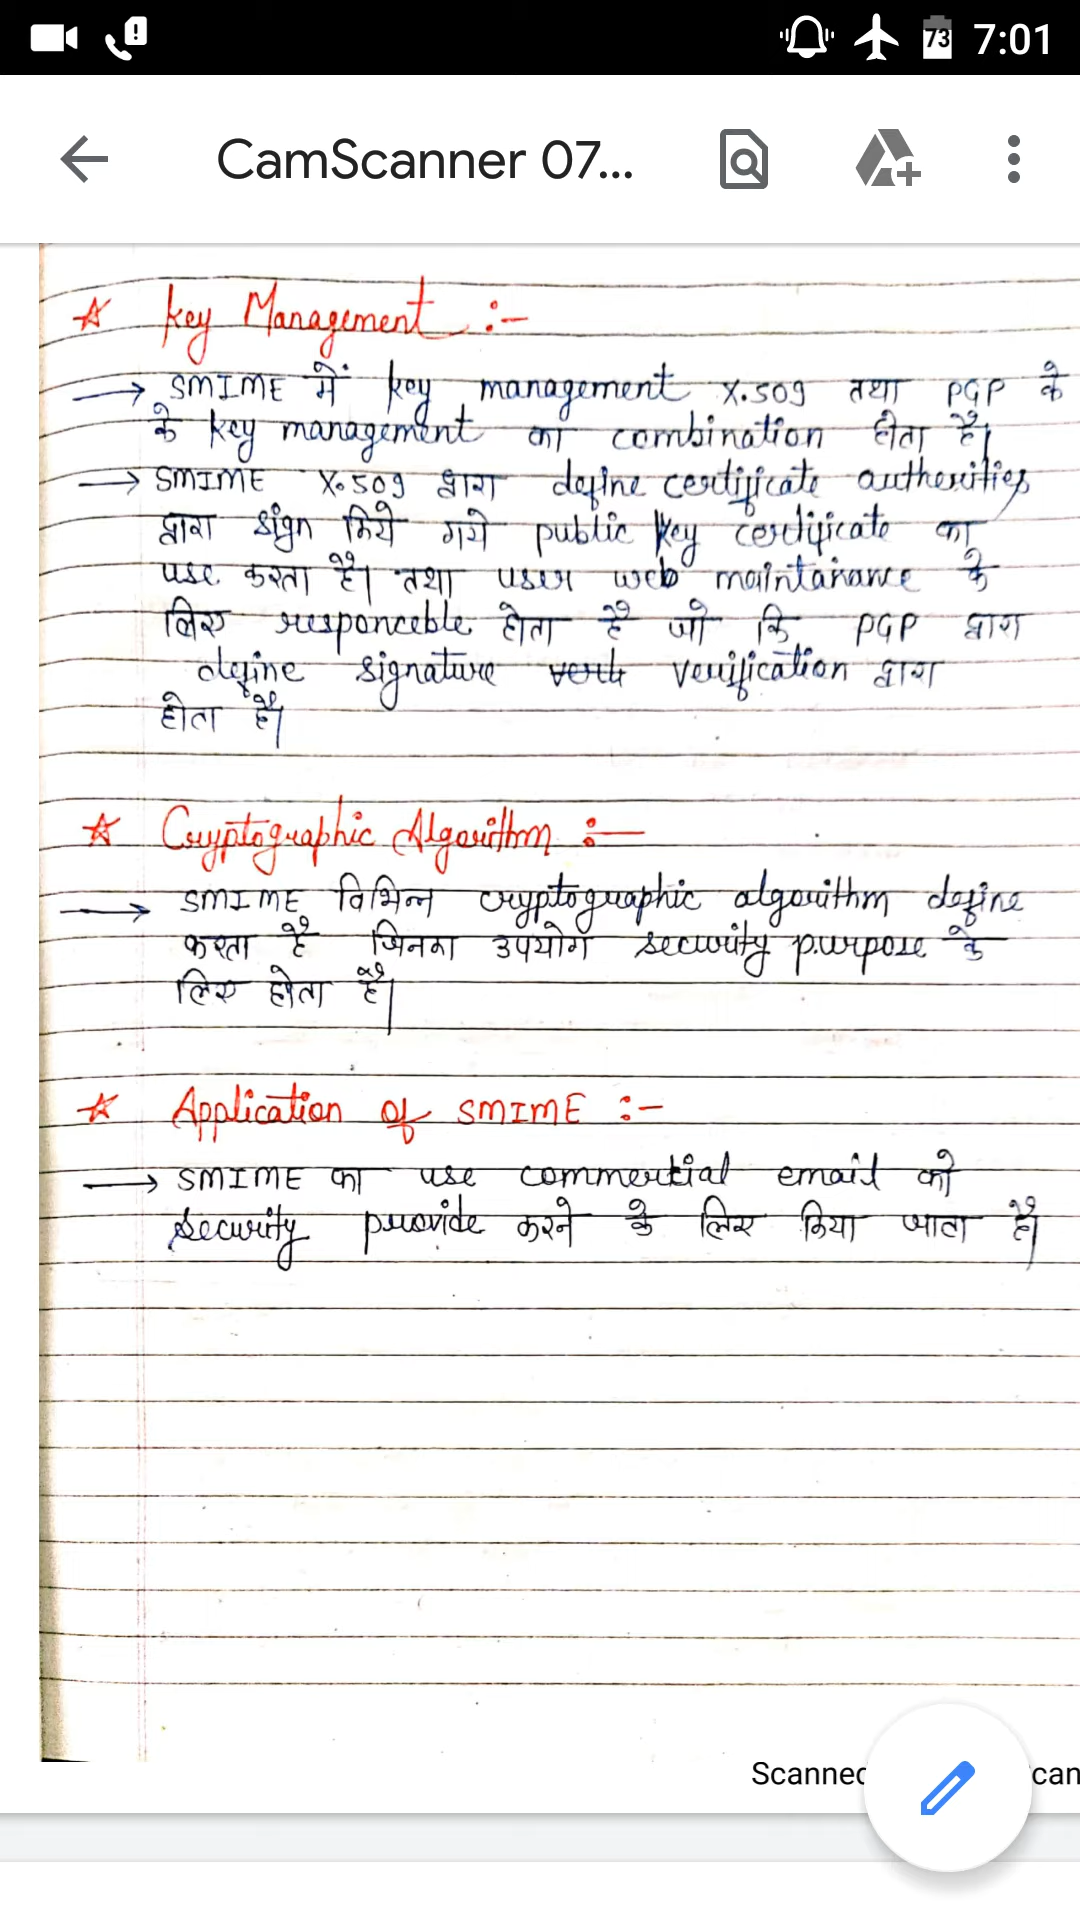 73 7:01
CamScanner 07...
☆ Key Management :-
→ SMIME में key management X.509 तथा PGP के
के key management का combination होता है।
→ SMIME X.509 द्वारा define certificate authorities
द्वारा sign किये गये public key certificate का
use करता है। तथा user web maintanance के
लिए responceble होता है जो कि PGP द्वारा
define signature verification द्वारा
होता है।
☆ Cryptographic Algorithm :-
→ SMIME विभिन्न cryptographic algorithm define
करता है जिनका उपयोग security purpose के
लिए होता है।
☆ Application of SMIME :-
→ SMIME का use commertial email को
security provide करने के लिए किया जाता है।